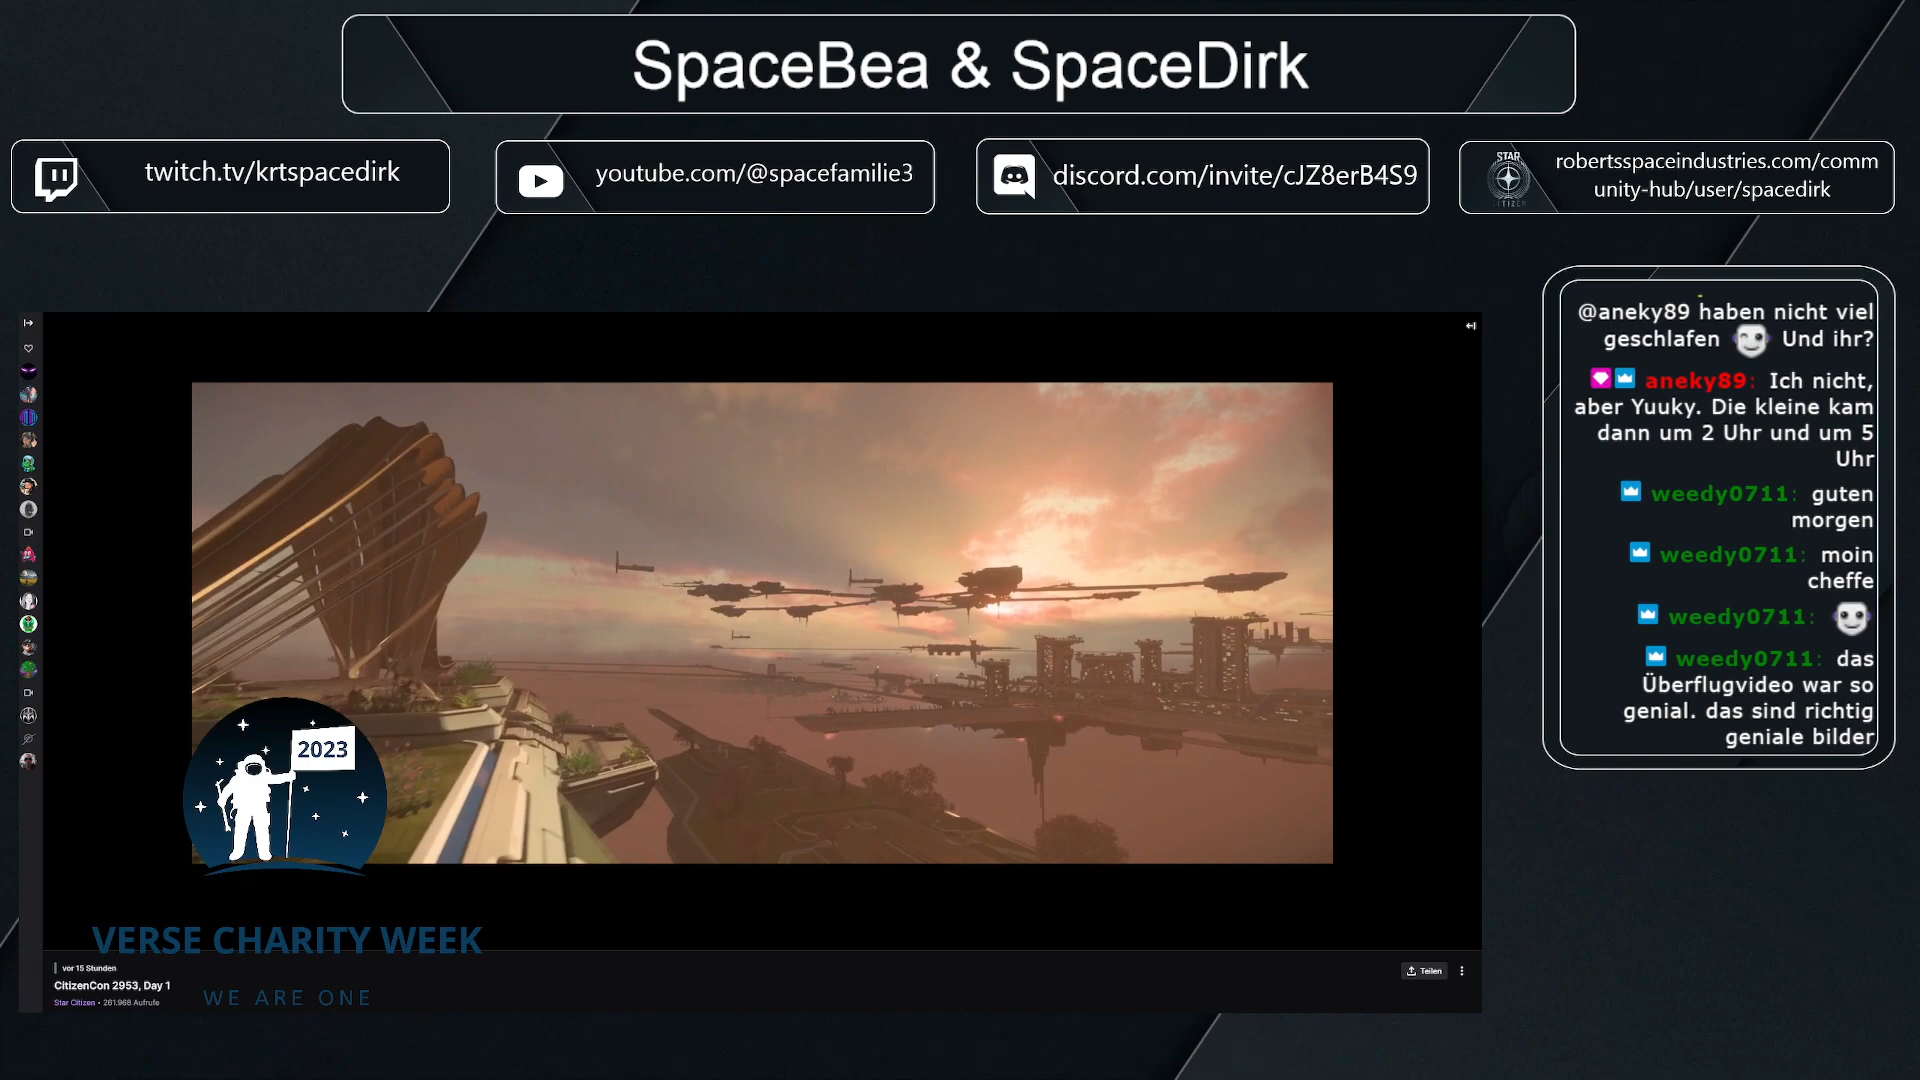 SpaceBea & SpaceDirk
twitch.tv/krtspacedirk
youtube.com/@spacefamilie3
discord.com/invite/cJZ8erB4S9
STAR
CITIZEN
robertsspaceindustries.com/comm
unity-hub/user/spacedirk
@aneky89 haben nicht viel
geschlafen Und ihr?
aneky89: Ich nicht,
aber Yuuky. Die kleine kam
dann um 2 Uhr und um 5
Uhr
weedy0711: guten
morgen
weedy0711: moin
cheffe
weedy0711:
weedy0711: das
Überflugvideo war so
genial. das sind richtig
geniale bilder
2023
VERSE CHARITY WEEK
WE ARE ONE
vor 15 Stunden
CitizenCon 2953, Day 1
Star Citizen • 261.968 Aufrufe
Teilen